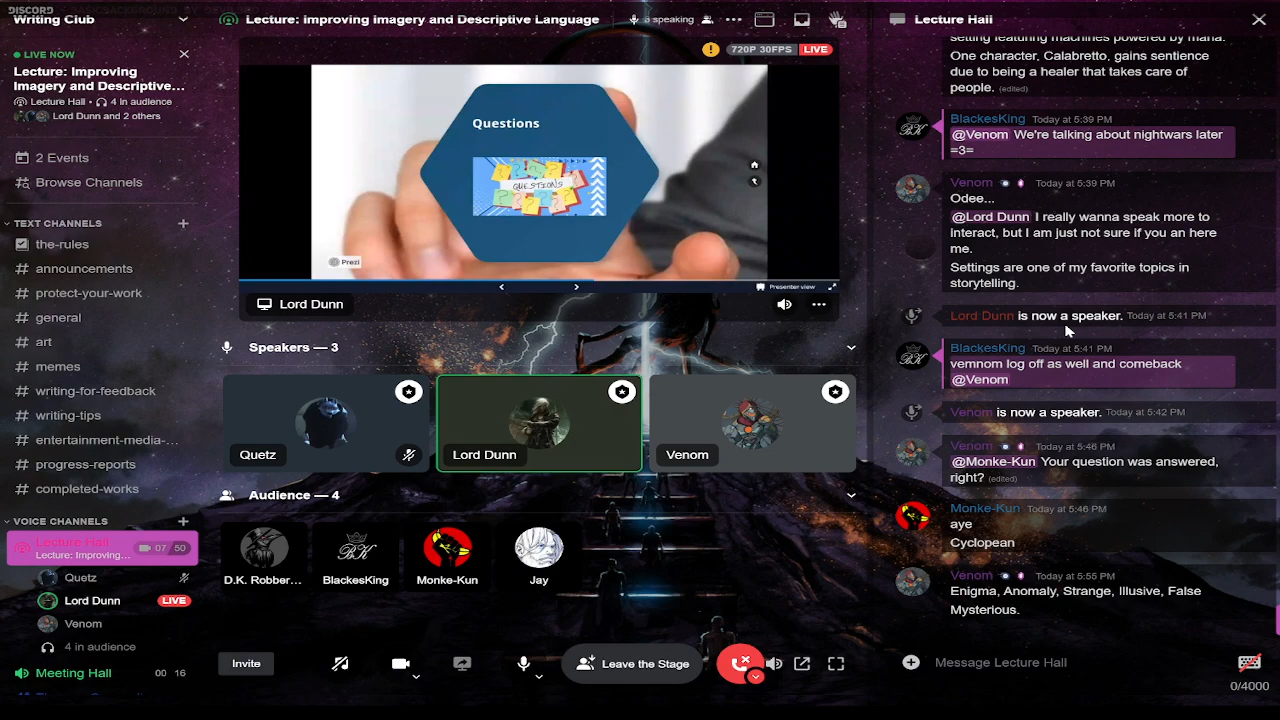 DISCORD
Writing Club
LIVE NOW
Lecture: Improving
Imagery and Descriptive...
Lecture Hall • 4 in audience
Lord Dunn and 2 others
2 Events
Browse Channels
TEXT CHANNELS
the-rules
announcements
protect-your-work
general
art
memes
writing-for-feedback
writing-tips
entertainment-media-...
progress-reports
completed-works
VOICE CHANNELS
Lecture Hall
07 50
Lecture: Improving...
Quetz
Lord Dunn
LIVE
Venom
4 in audience
Meeting Hall
00 16
Lecture: Improving Imagery and Descriptive Language
speaking
720P 30FPS
LIVE
Questions
QUESTIONS
Prezi
Presenter view
Lord Dunn
Speakers — 3
Quetz
Lord Dunn
Venom
Audience — 4
BK
D.K. Robber...
BlackesKing
Monke-Kun
Jay
Invite
Leave the Stage
Lecture Hall
setting featuring machines powered by mana.
One character, Calabretto, gains sentience
due to being a healer that takes care of
people. (edited)
BlackesKing Today at 5:39 PM
@Venom We're talking about nightwars later
=3=
Venom Today at 5:39 PM
Odee...
@Lord Dunn I really wanna speak more to
interact, but I am just not sure if you an here
me.
Settings are one of my favorite topics in
storytelling.
Lord Dunn is now a speaker. Today at 5:41 PM
BlackesKing Today at 5:41 PM
vemnom log off as well and comeback
@Venom
Venom is now a speaker. Today at 5:42 PM
Venom Today at 5:46 PM
@Monke-Kun Your question was answered,
right? (edited)
Monke-Kun Today at 5:46 PM
aye
Cyclopean
Venom Today at 5:55 PM
Enigma, Anomaly, Strange, Illusive, False
Mysterious.
Message Lecture Hall
0/4000